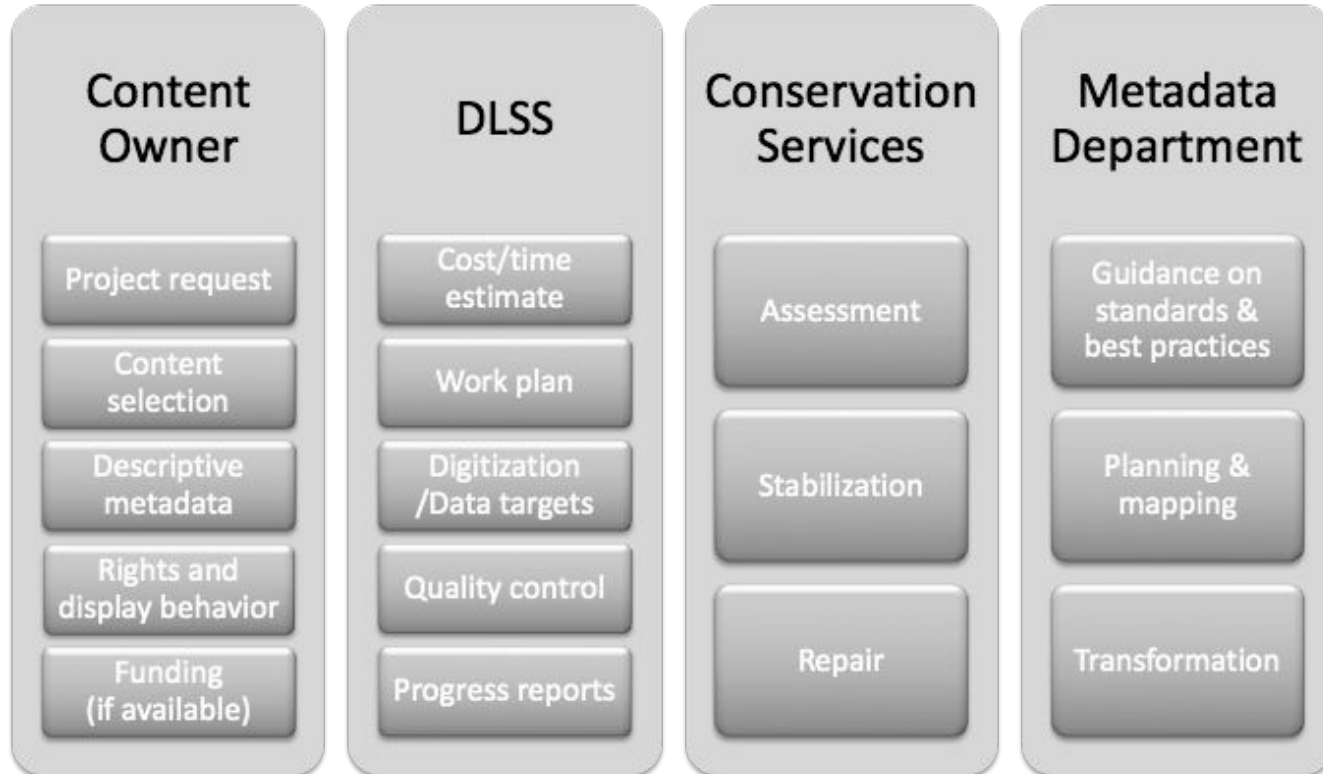 Content
Owner
Project request
Content
selection
Descriptive
metadata
Rights and
display behavior
Funding
(if available)
DLSS
Cost/time
estimate
Work plan
Digitization
/Data targets
Quality control
Progress reports
Conservation
Services
Assessment
Stabilization
Repair
Metadata
Department
Guidance on
standards &
best practices
Planning &
mapping
Transformation